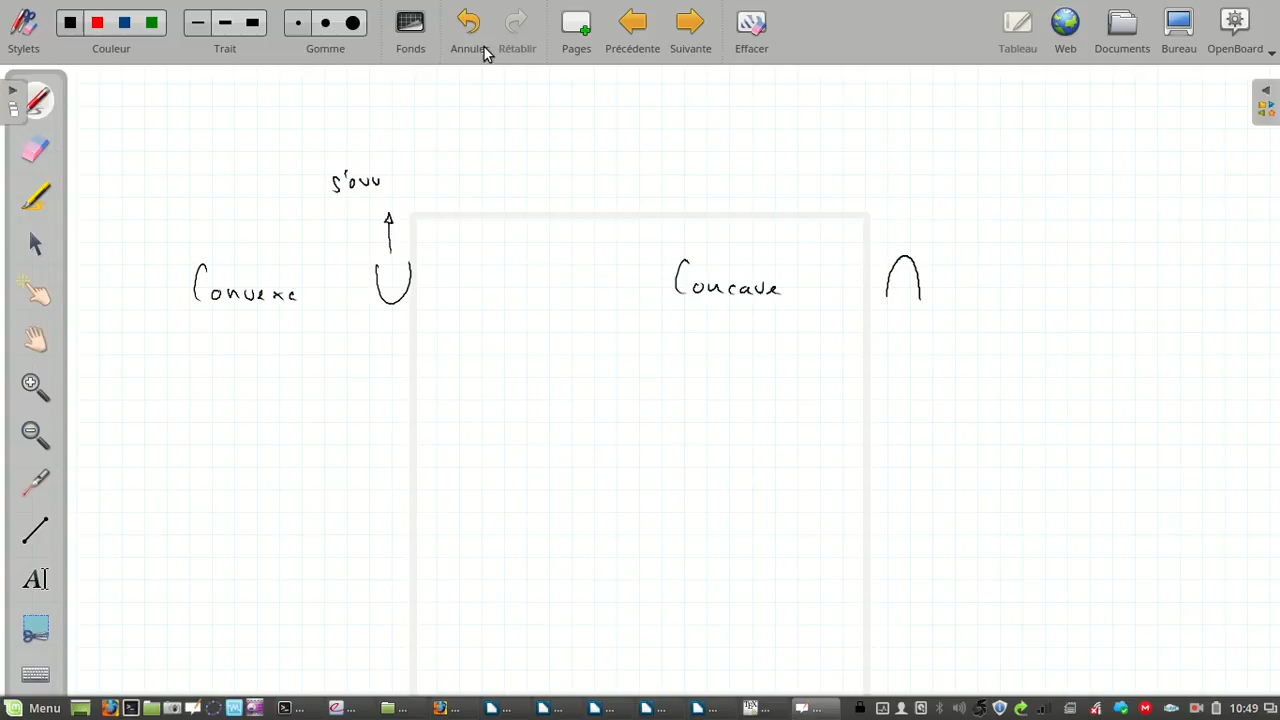 Stylets Couleur Trait Gomme Fonds Annuler Rétablir Pages Précédente Suivante Effacer Tableau Web Documents Bureau OpenBoard
s'ouv
Convexe Concave
A
Menu 10:49